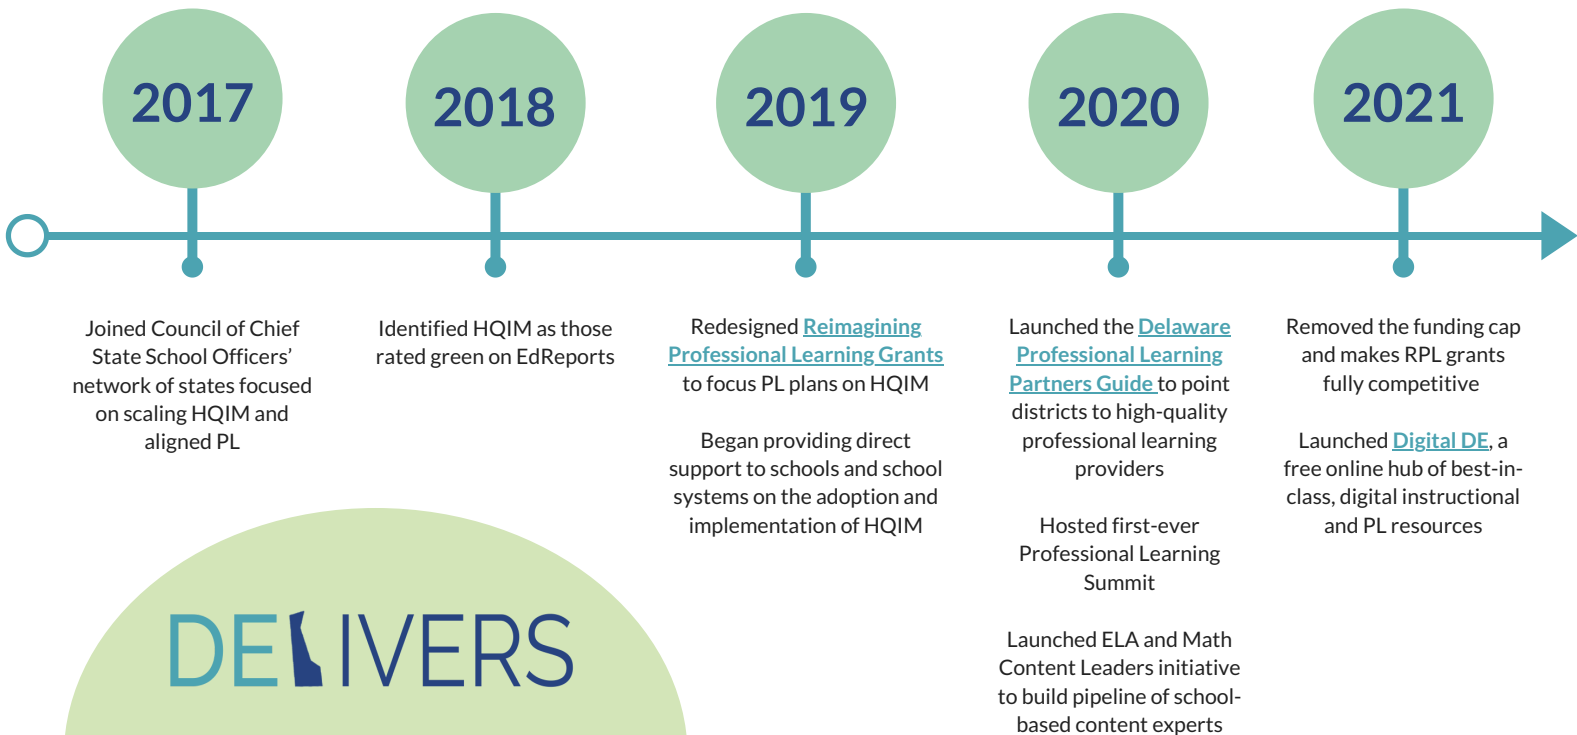 2017
2018
2019
2020
2021
Joined Council of Chief
State School Officers’
network of states focused
on scaling HQIM and
aligned PL
Identified HQIM as those
rated green on EdReports
Redesigned Reimagining
Professional Learning Grants
to focus PL plans on HQIM
Began providing direct
support to schools and school
systems on the adoption and
implementation of HQIM
Launched the Delaware
Professional Learning
Partners Guide to point
districts to high-quality
professional learning
providers
Hosted first-ever
Professional Learning
Summit
Launched ELA and Math
Content Leaders initiative
to build pipeline of school-
based content experts
Removed the funding cap
and makes RPL grants
fully competitive
Launched Digital DE, a
free online hub of best-in-
class, digital instructional
and PL resources
DELIVERS